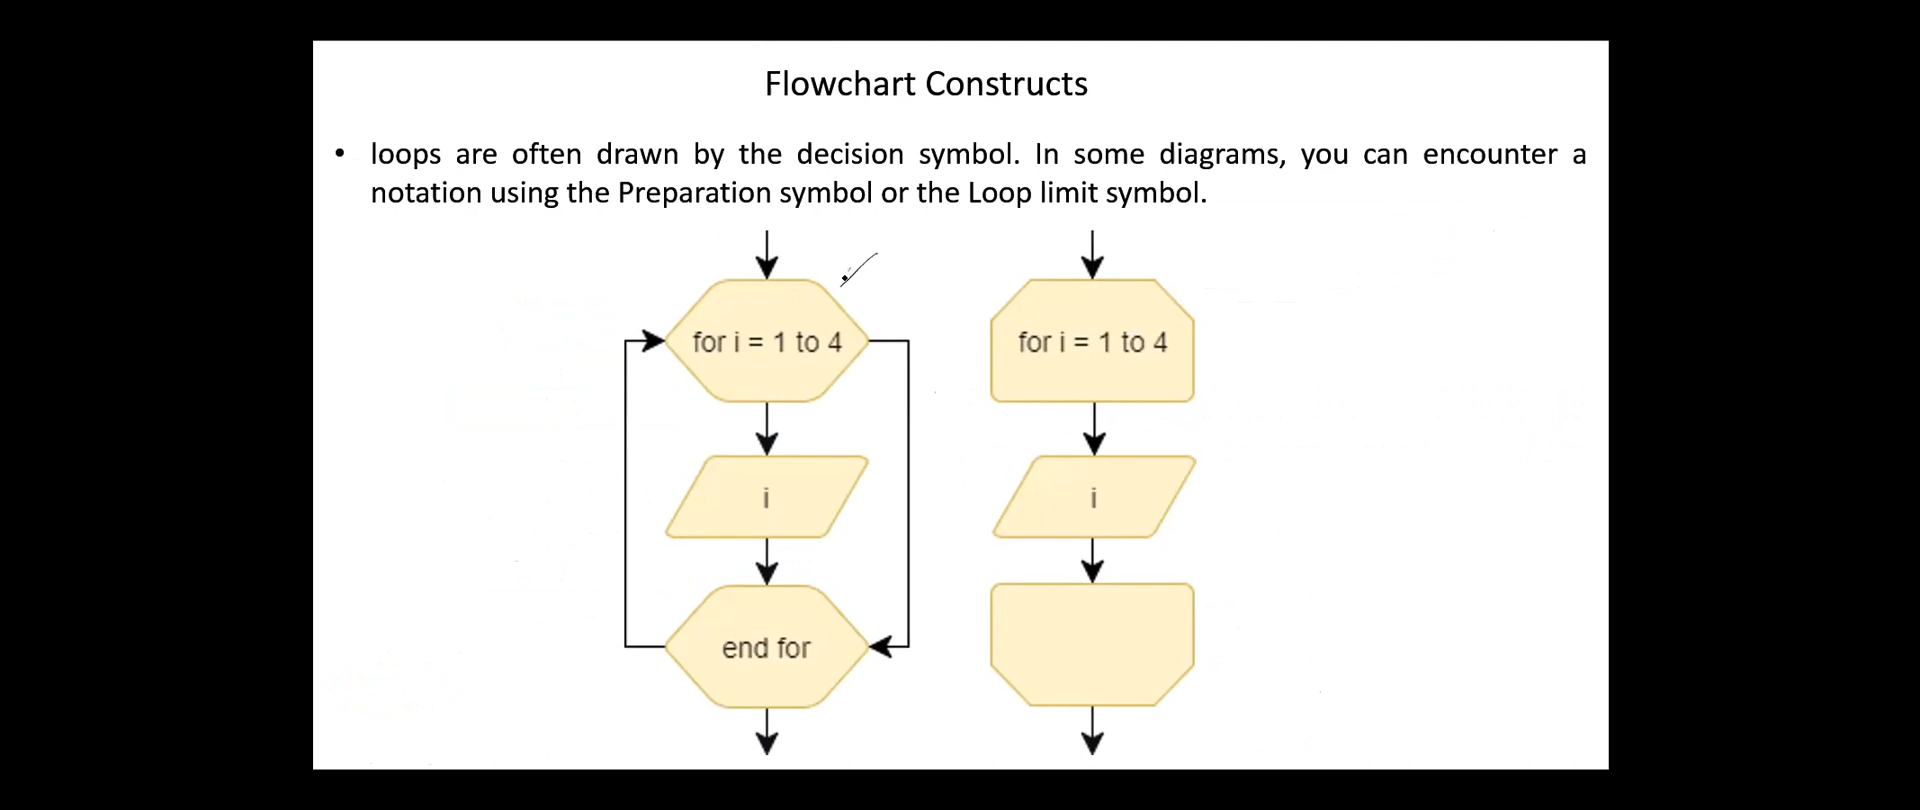 Flowchart Constructs
• loops are often drawn by the decision symbol. In some diagrams, you can encounter a
notation using the Preparation symbol or the Loop limit symbol.
for i = 1 to 4
i
end for
for i = 1 to 4
i